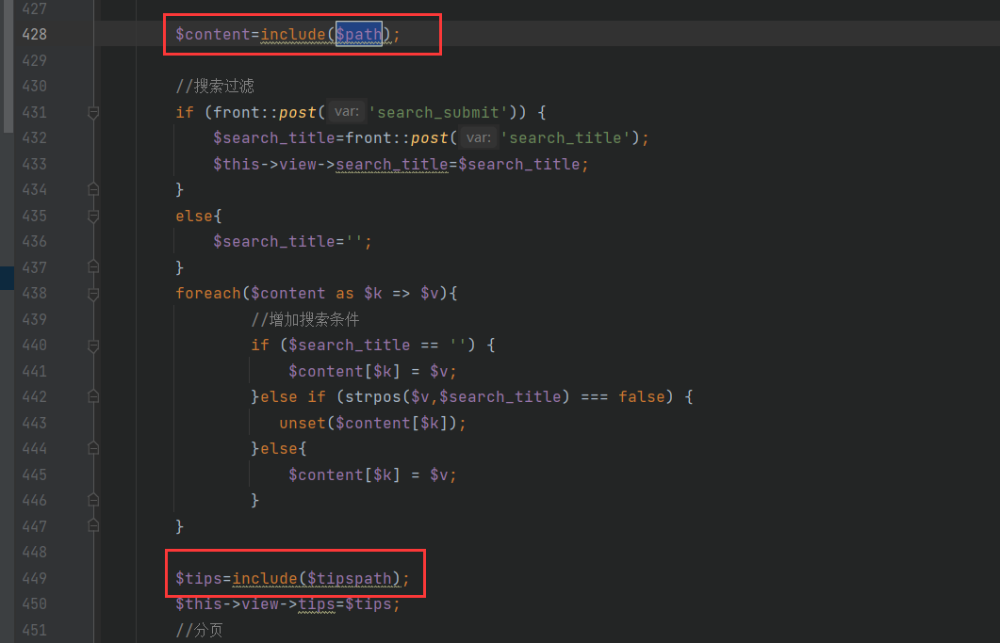 427
428 $content=include($path);
429
430 //搜索过滤
431 if (front::post( var: 'search_submit')) {
432 $search_title=front::post( var: 'search_title');
433 $this->view->search_title=$search_title;
434 }
435 else{
436 $search_title='';
437 }
438 foreach($content as $k => $v){
439 //增加搜索条件
440 if ($search_title == '') {
441 $content[$k] = $v;
442 }else if (strpos($v,$search_title) === false) {
443 unset($content[$k]);
444 }else{
445 $content[$k] = $v;
446 }
447 }
448
449 $tips=include($tipspath);
450 $this->view->tips=$tips;
451 //分页